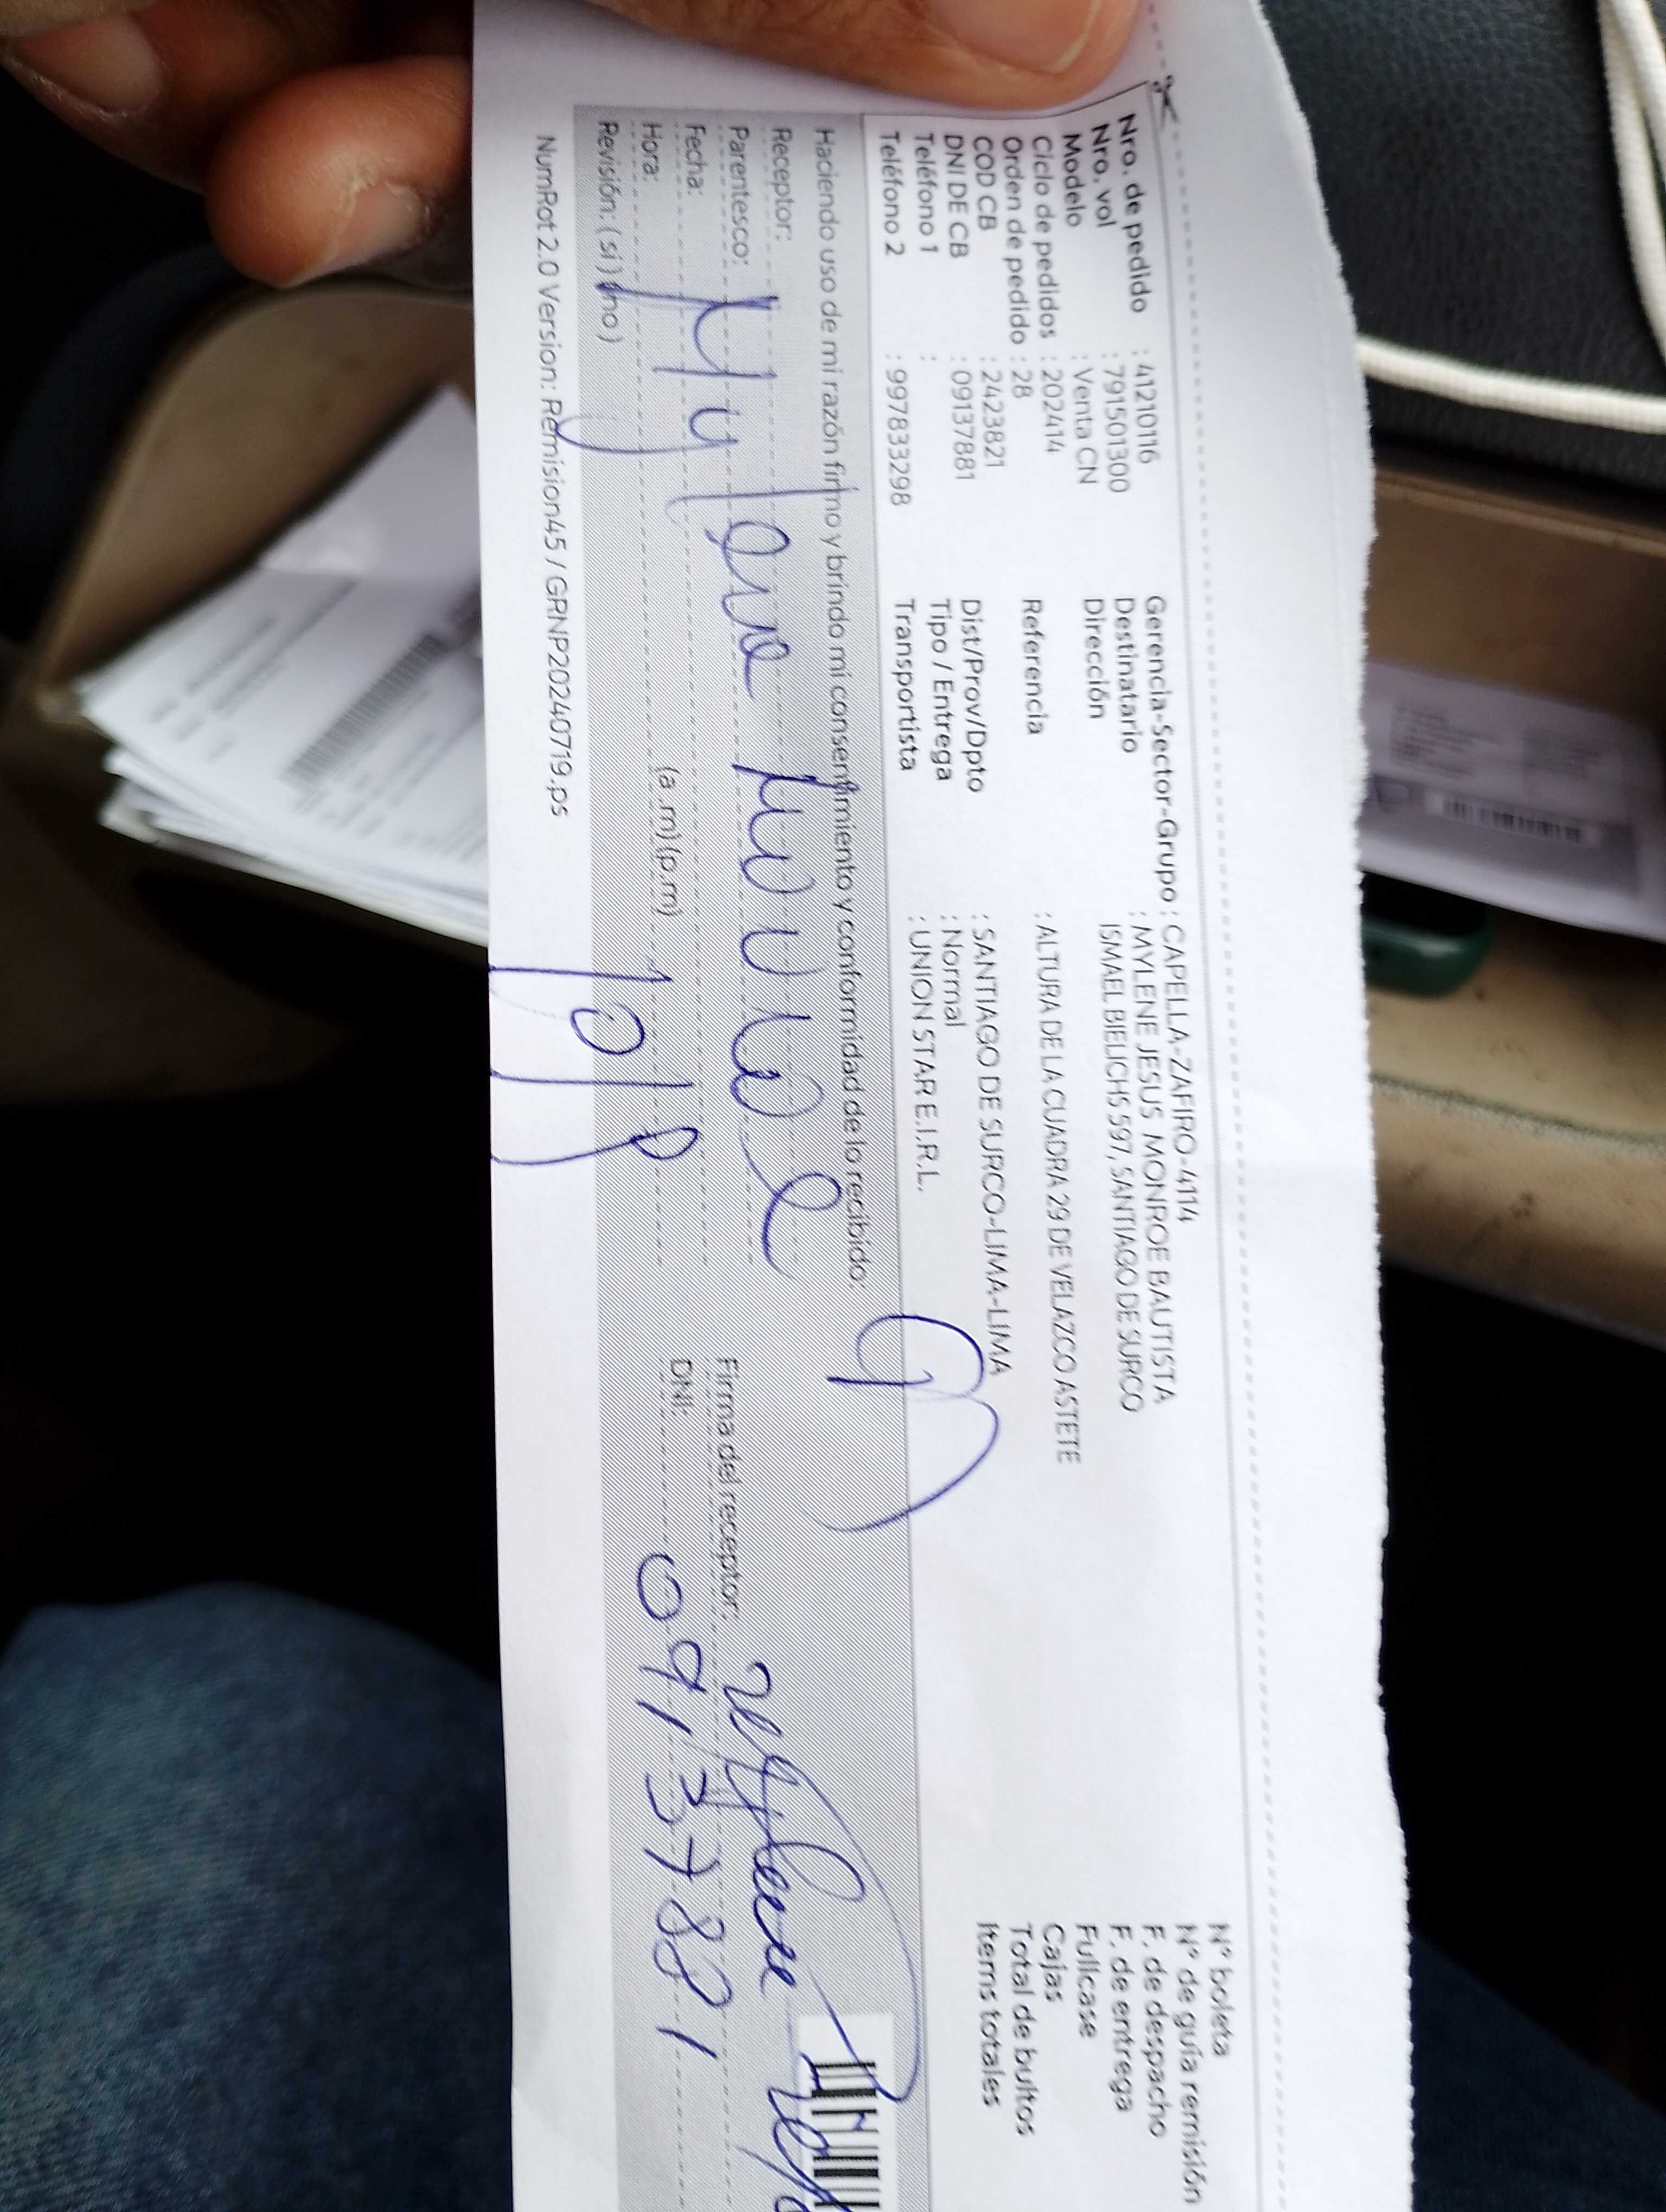 Nro. de pedido : 41210116
Nro. vol : 791501300
Modelo : Venta CN
Ciclo de pedidos : 202414
Orden de pedido : 28
COD CB : 2423821
DNI DE CB : 09137881
Teléfono 1 :
Teléfono 2 : 997833298
Gerencia-Sector-Grupo : CAPELLA-ZAFIRO-4114
Destinatario : MYLENE JESUS MONROE BAUTISTA
Dirección ISMAEL BIELICHS 597, SANTIAGO DE SURCO
Referencia : ALTURA DE LA CUADRA 29 DE VELAZCO ASTETE
Dist/Prov/Dpto : SANTIAGO DE SURCO-LIMA-LIMA
Tipo / Entrega : Normal
Transportista : UNION STAR E.I.R.L.
N° boleta
N° de guía remisión
F. de despacho
F. de entrega
Fullcase
Cajas
Total de bultos
Items totales
Haciendo uso de mi razón firmo y brindo mi consentimiento y conformidad de lo recibido:
Receptor:
Parentesco: Mylene
Fecha:
Hora: (a .m)(p.m)
Revisión: ( si ) ( no )
Firma del receptor: Mylene
DNI: 09137881
NumRot 2.0 Version: Remision45 / GRNP20240719.ps